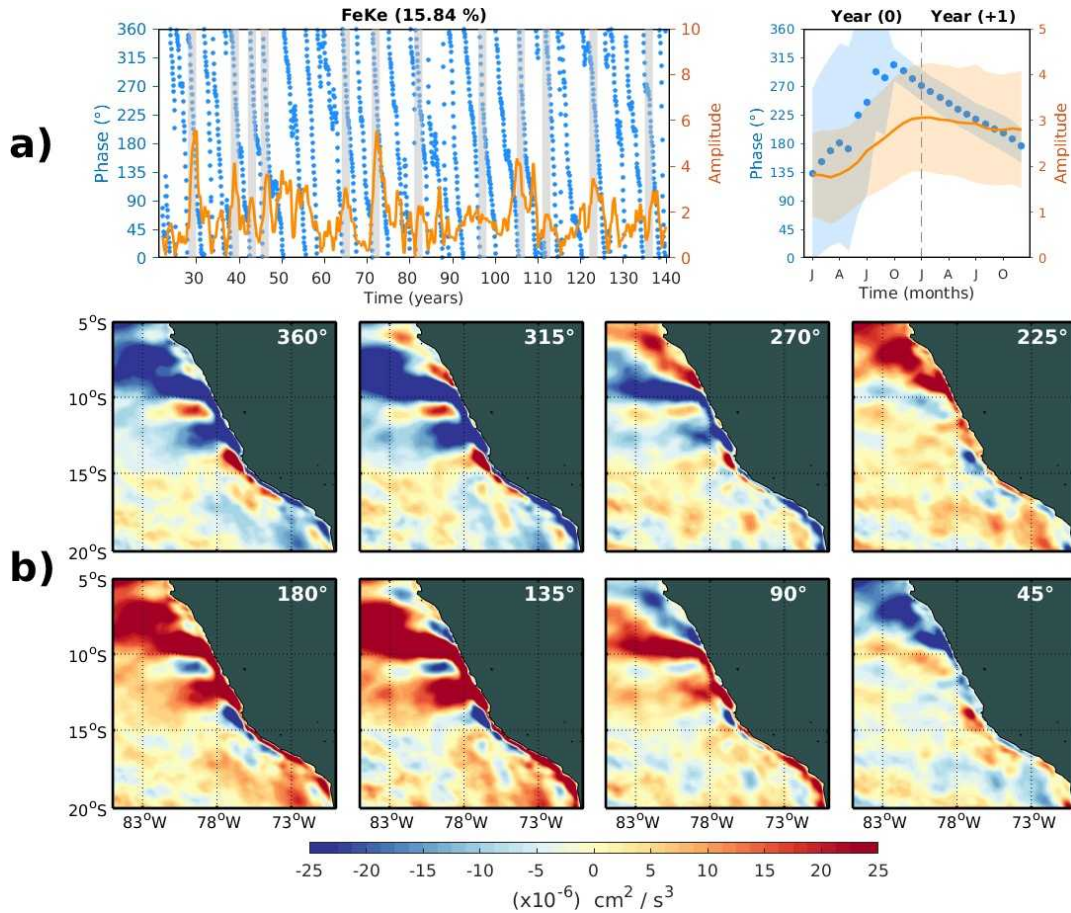 a)
FeKe (15.84 %)
360
315
270
225
180
135
90
45
0
Phase (°)
10
8
6
4
2
0
Amplitude
30 40 50 60 70 80 90 100 110 120 130 140
Time (years)
Year (0) Year (+1)
360
315
270
225
180
135
90
45
0
Phase (°)
5
4
3
2
1
0
Amplitude
J A J O J A J O
Time (months)
b)
5°S
10°S
15°S
20°S
360° 315° 270° 225°
5°S
10°S
15°S
20°S
180° 135° 90° 45°
83°W 78°W 73°W 83°W 78°W 73°W 83°W 78°W 73°W 83°W 78°W 73°W
-25 -20 -15 -10 -5 0 5 10 15 20 25
(x10⁻⁶) cm² / s³